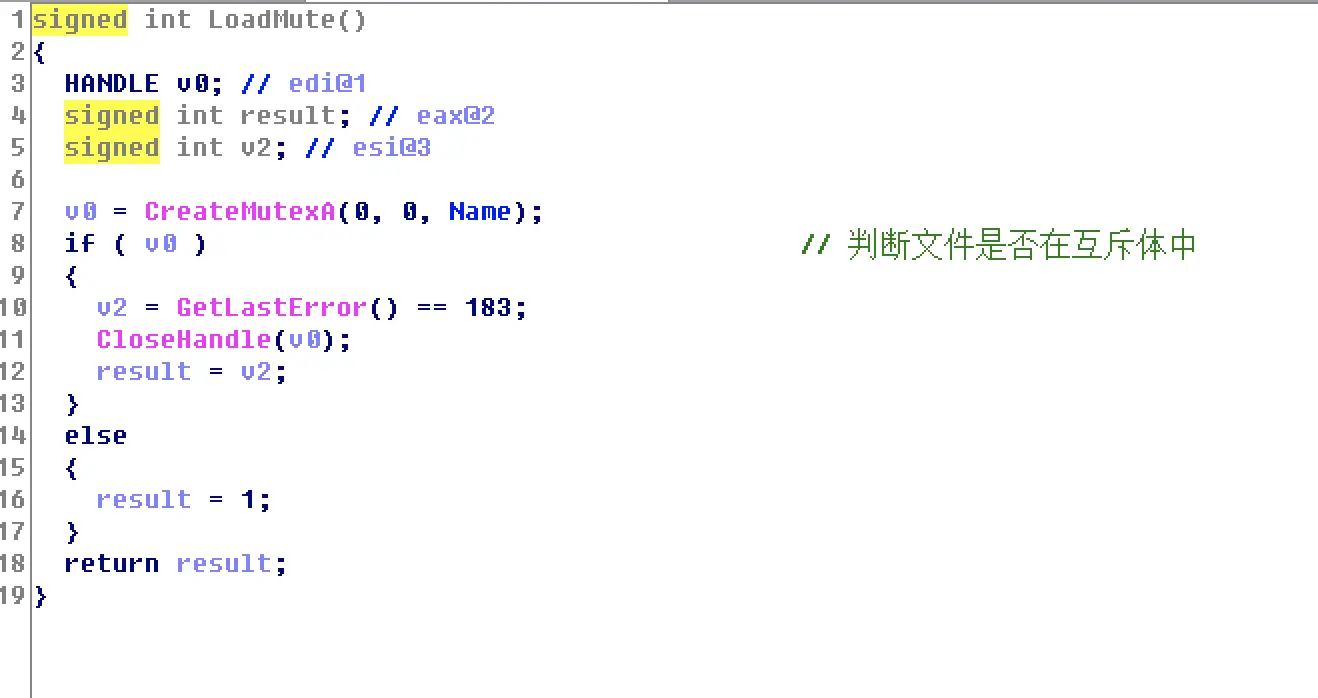 1 signed int LoadMute()
2 {
3 HANDLE v0; // edi@1
4 signed int result; // eax@2
5 signed int v2; // esi@3
6
7 v0 = CreateMutexA(0, 0, Name);
8 if ( v0 ) // 判断文件是否在互斥体中
9 {
10 v2 = GetLastError() == 183;
11 CloseHandle(v0);
12 result = v2;
13 }
14 else
15 {
16 result = 1;
17 }
18 return result;
19 }